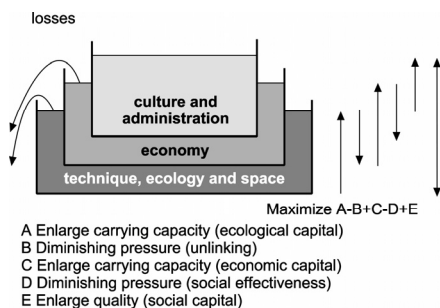 losses
culture and
administration
economy
technique, ecology and space
Maximize A-B+C-D+E
A Enlarge carrying capacity (ecological capital)
B Diminishing pressure (unlinking)
C Enlarge carrying capacity (economic capital)
D Diminishing pressure (social effectiveness)
E Enlarge quality (social capital)